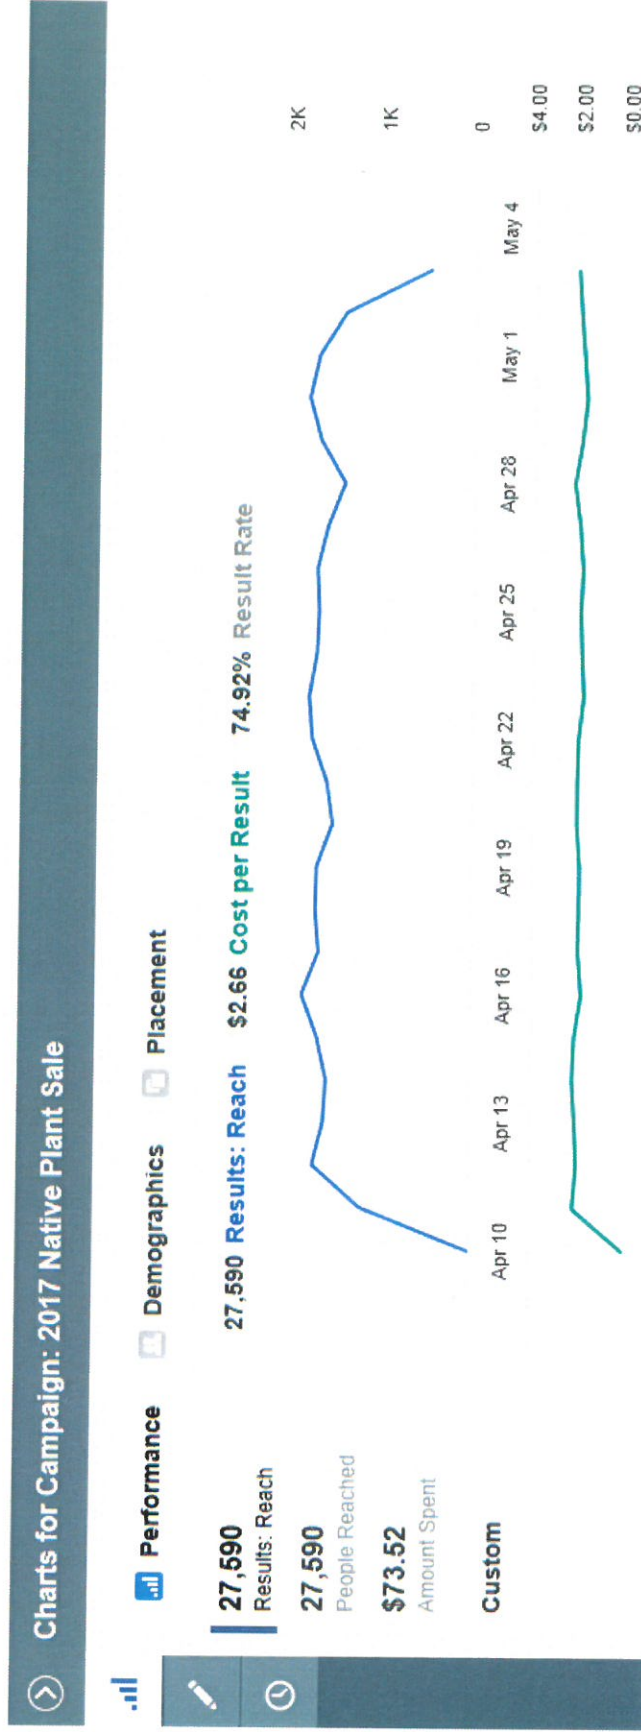 Charts for Campaign: 2017 Native Plant Sale
Performance Demographics Placement
27,590
Results: Reach
27,590
People Reached
$73.52
Amount Spent
Custom
27,590 Results: Reach $2.66 Cost per Result 74.92% Result Rate
2K
1K
0
Apr 10 Apr 13 Apr 16 Apr 19 Apr 22 Apr 25 Apr 28 May 1 May 4
$4.00
$2.00
$0.00